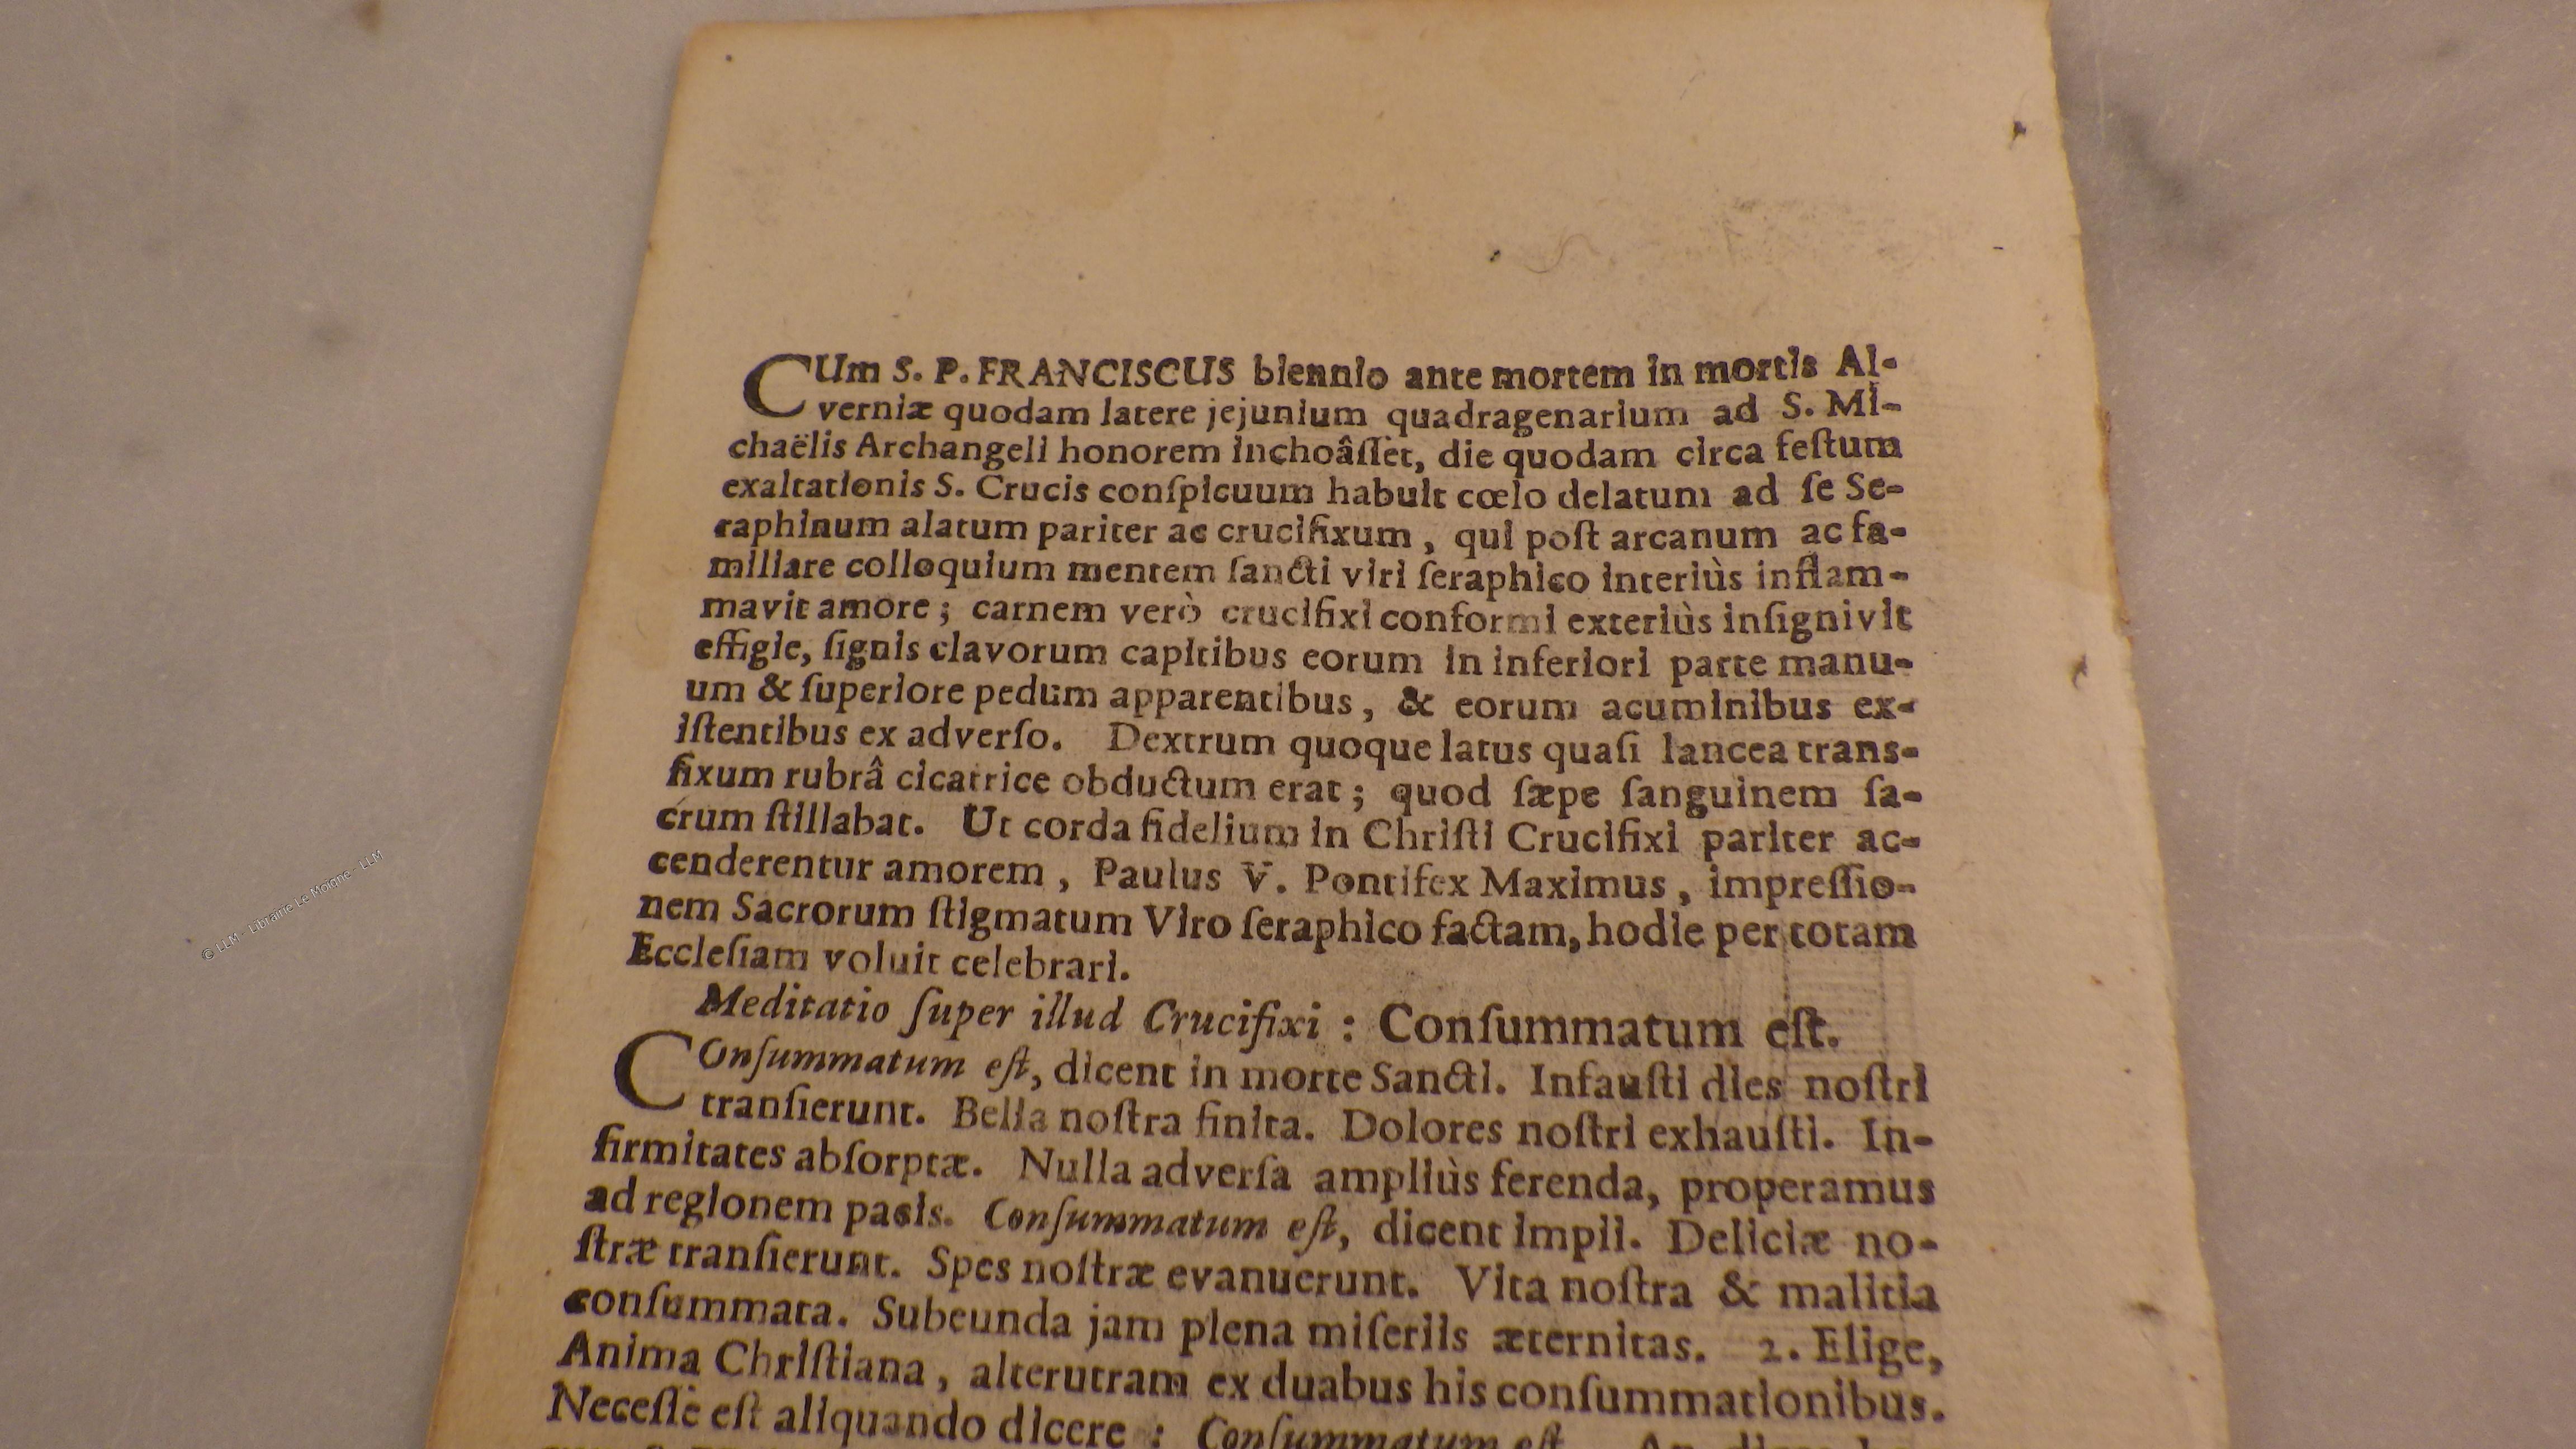 CUm S. P. FRANCISCUS biennio ante mortem in mortis Al-
verniæ quodam latere jejunium quadragenarium ad S. Mi-
chaëlis Archangeli honorem inchoâſſet, die quodam circa feſtum
exaltationis S. Crucis conſpicuum habuit cœlo delatum ad ſe Se-
raphinum alatum pariter ac crucifixum, qui poſt arcanum ac fa-
miliare colloquium mentem ſancti viri ſeraphico interiùs inflam-
mavit amore; carnem verò crucifixi conformi exteriùs inſignivit
effigie, ſignis clavorum capitibus eorum in inferiori parte manu-
um & ſuperiore pedum apparentibus, & eorum acuminibus ex-
iſtentibus ex adverſo. Dextrum quoque latus quaſi lancea trans-
fixum rubrâ cicatrice obductum erat; quod ſæpe ſanguinem ſa-
crum ſtillabat. Ut corda fidelium in Chriſti Crucifixi pariter ac-
cenderentur amorem, Paulus V. Pontifex Maximus, impreſſio-
nem Sacrorum ſtigmatum Viro ſeraphico factam, hodie per totam
Eccleſiam voluit celebrari.
Meditatio ſuper illud Crucifixi: Conſummatum eſt.
COnſummatum eſt, dicent in morte Sancti. Infauſti dies noſtri
tranſierunt. Bella noſtra finita. Dolores noſtri exhauſti. In-
firmitates abſorptæ. Nulla adverſa ampliùs ferenda, properamus
ad regionem pacis. Conſummatum eſt, dicent impii. Deliciæ no-
ſtræ tranſierunt. Spes noſtræ evanuerunt. Vita noſtra & malitia
conſummata. Subeunda jam plena miſeriis æternitas. 2. Elige,
Anima Chriſtiana, alterutram ex duabus his conſummationibus.
Neceſſe eſt aliquando dicere: Conſummatum eſt.
© LLM - Librairie Le Moigne - LLM